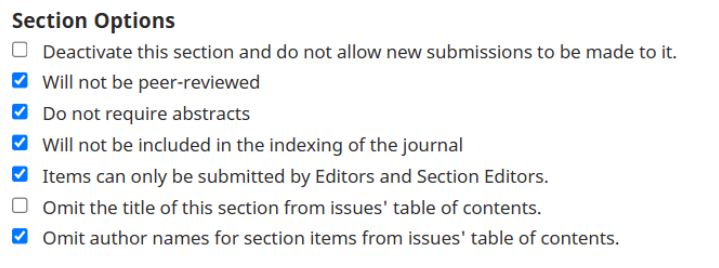 Section Options
Deactivate this section and do not allow new submissions to be made to it.
Will not be peer-reviewed
Do not require abstracts
Will not be included in the indexing of the journal
Items can only be submitted by Editors and Section Editors.
Omit the title of this section from issues' table of contents.
Omit author names for section items from issues' table of contents.